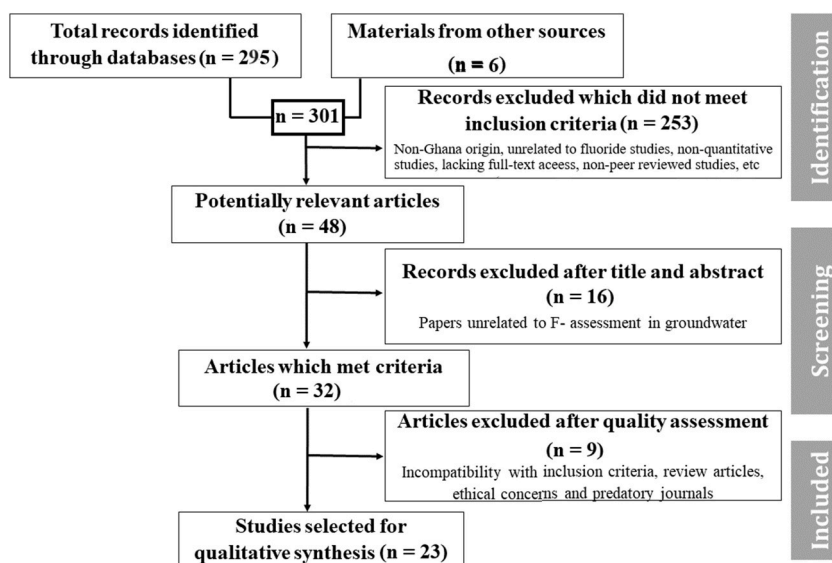 Total records identified
through databases (n = 295)
Materials from other sources
(n = 6)
n = 301
Records excluded which did not meet
inclusion criteria (n = 253)
Non-Ghana origin, unrelated to fluoride studies, non-quantitative
studies, lacking full-text aceess, non-peer reviewed studies, etc
Identification
Potentially relevant articles
(n = 48)
Records excluded after title and abstract
(n = 16)
Papers unrelated to F- assessment in groundwater
Screening
Articles which met criteria
(n = 32)
Articles excluded after quality assessment
(n = 9)
Incompatibility with inclusion criteria, review articles,
ethical concerns and predatory journals
Included
Studies selected for
qualitative synthesis (n = 23)